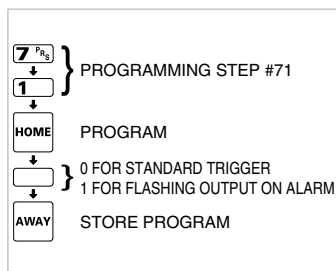 7 PRS
1
PROGRAMMING STEP #71
HOME
PROGRAM
0 FOR STANDARD TRIGGER
1 FOR FLASHING OUTPUT ON ALARM
AWAY
STORE PROGRAM